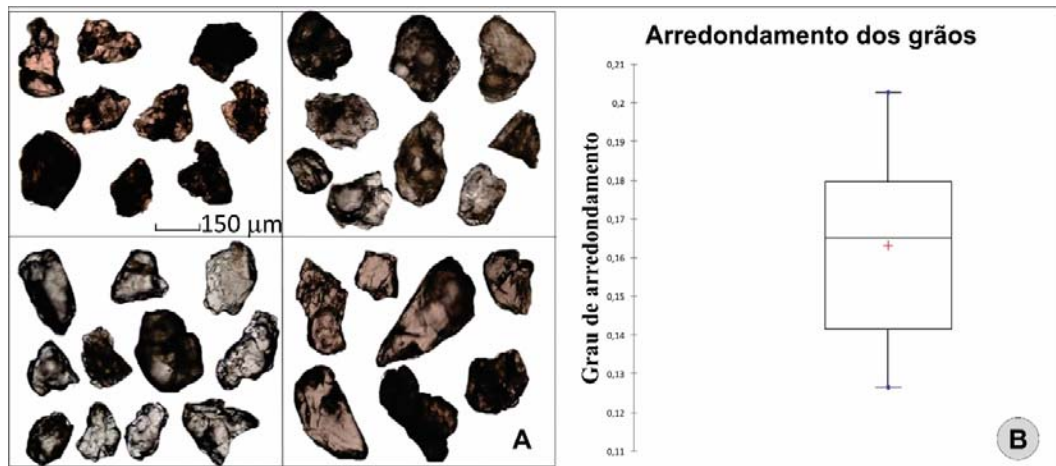 150 µm
A
Arredondamento dos grãos
Grau de arredondamento
0,21
0,2
0,19
0,18
0,17
0,16
0,15
0,14
0,13
0,12
0,11
B